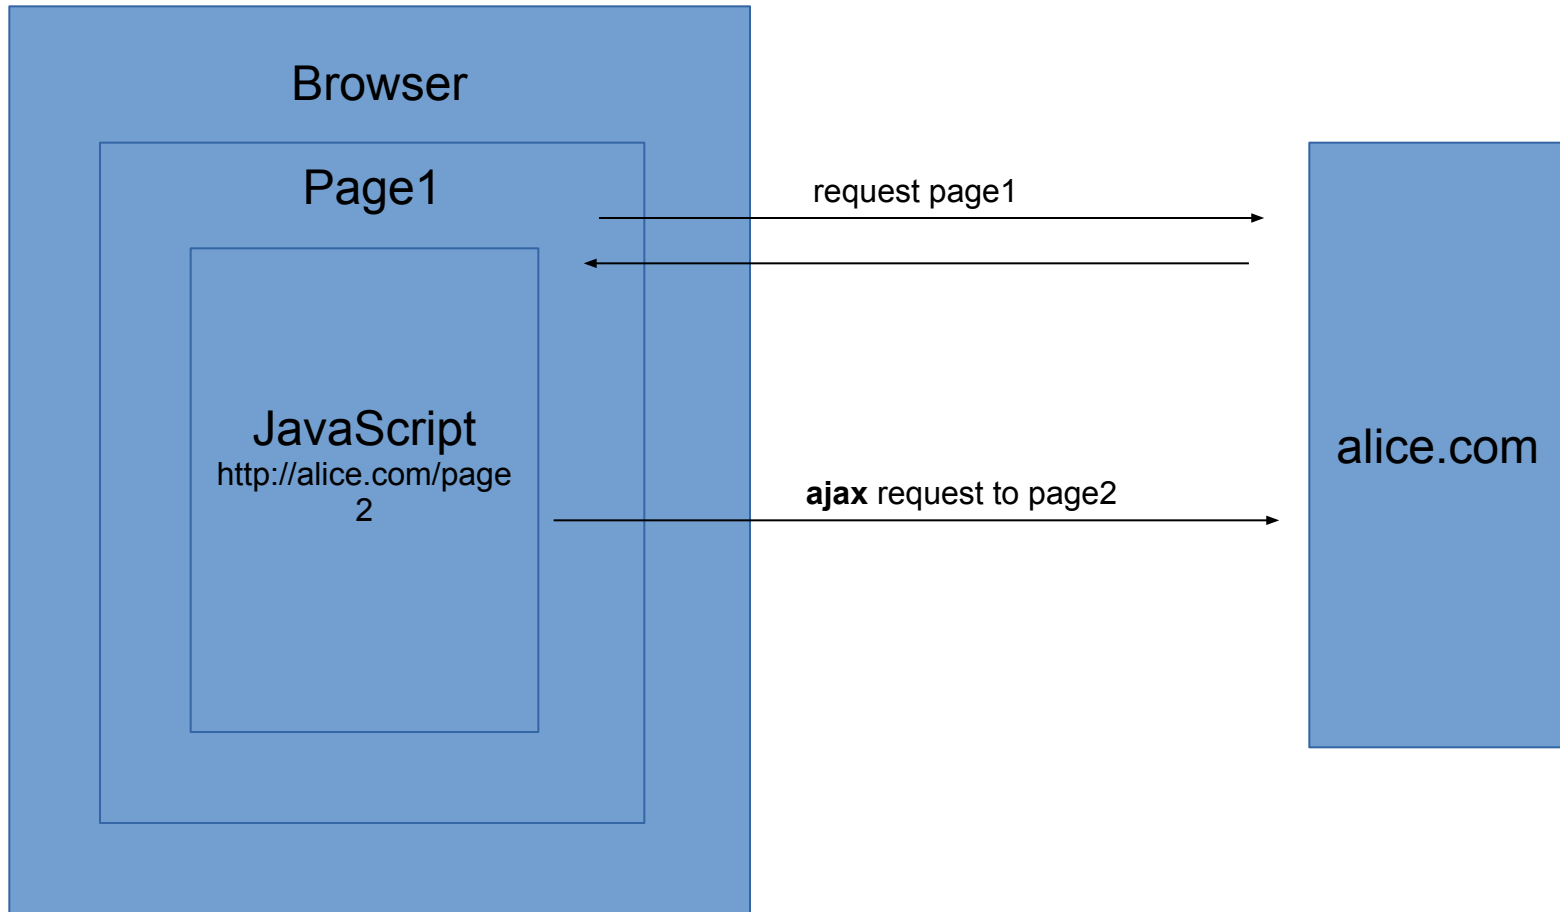 Browser
Page1
request page1
JavaScript
http://alice.com/page
2
ajax request to page2
alice.com